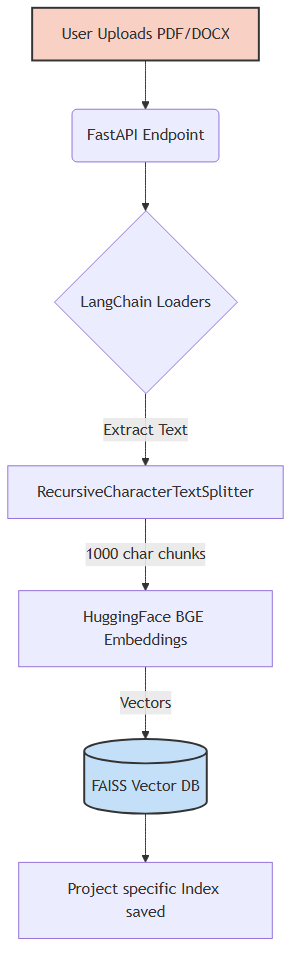 User Uploads PDF/DOCX
FastAPI Endpoint
LangChain Loaders
Extract Text
RecursiveCharacterTextSplitter
1000 char chunks
HuggingFace BGE
Embeddings
Vectors
FAISS Vector DB
Project specific Index
saved